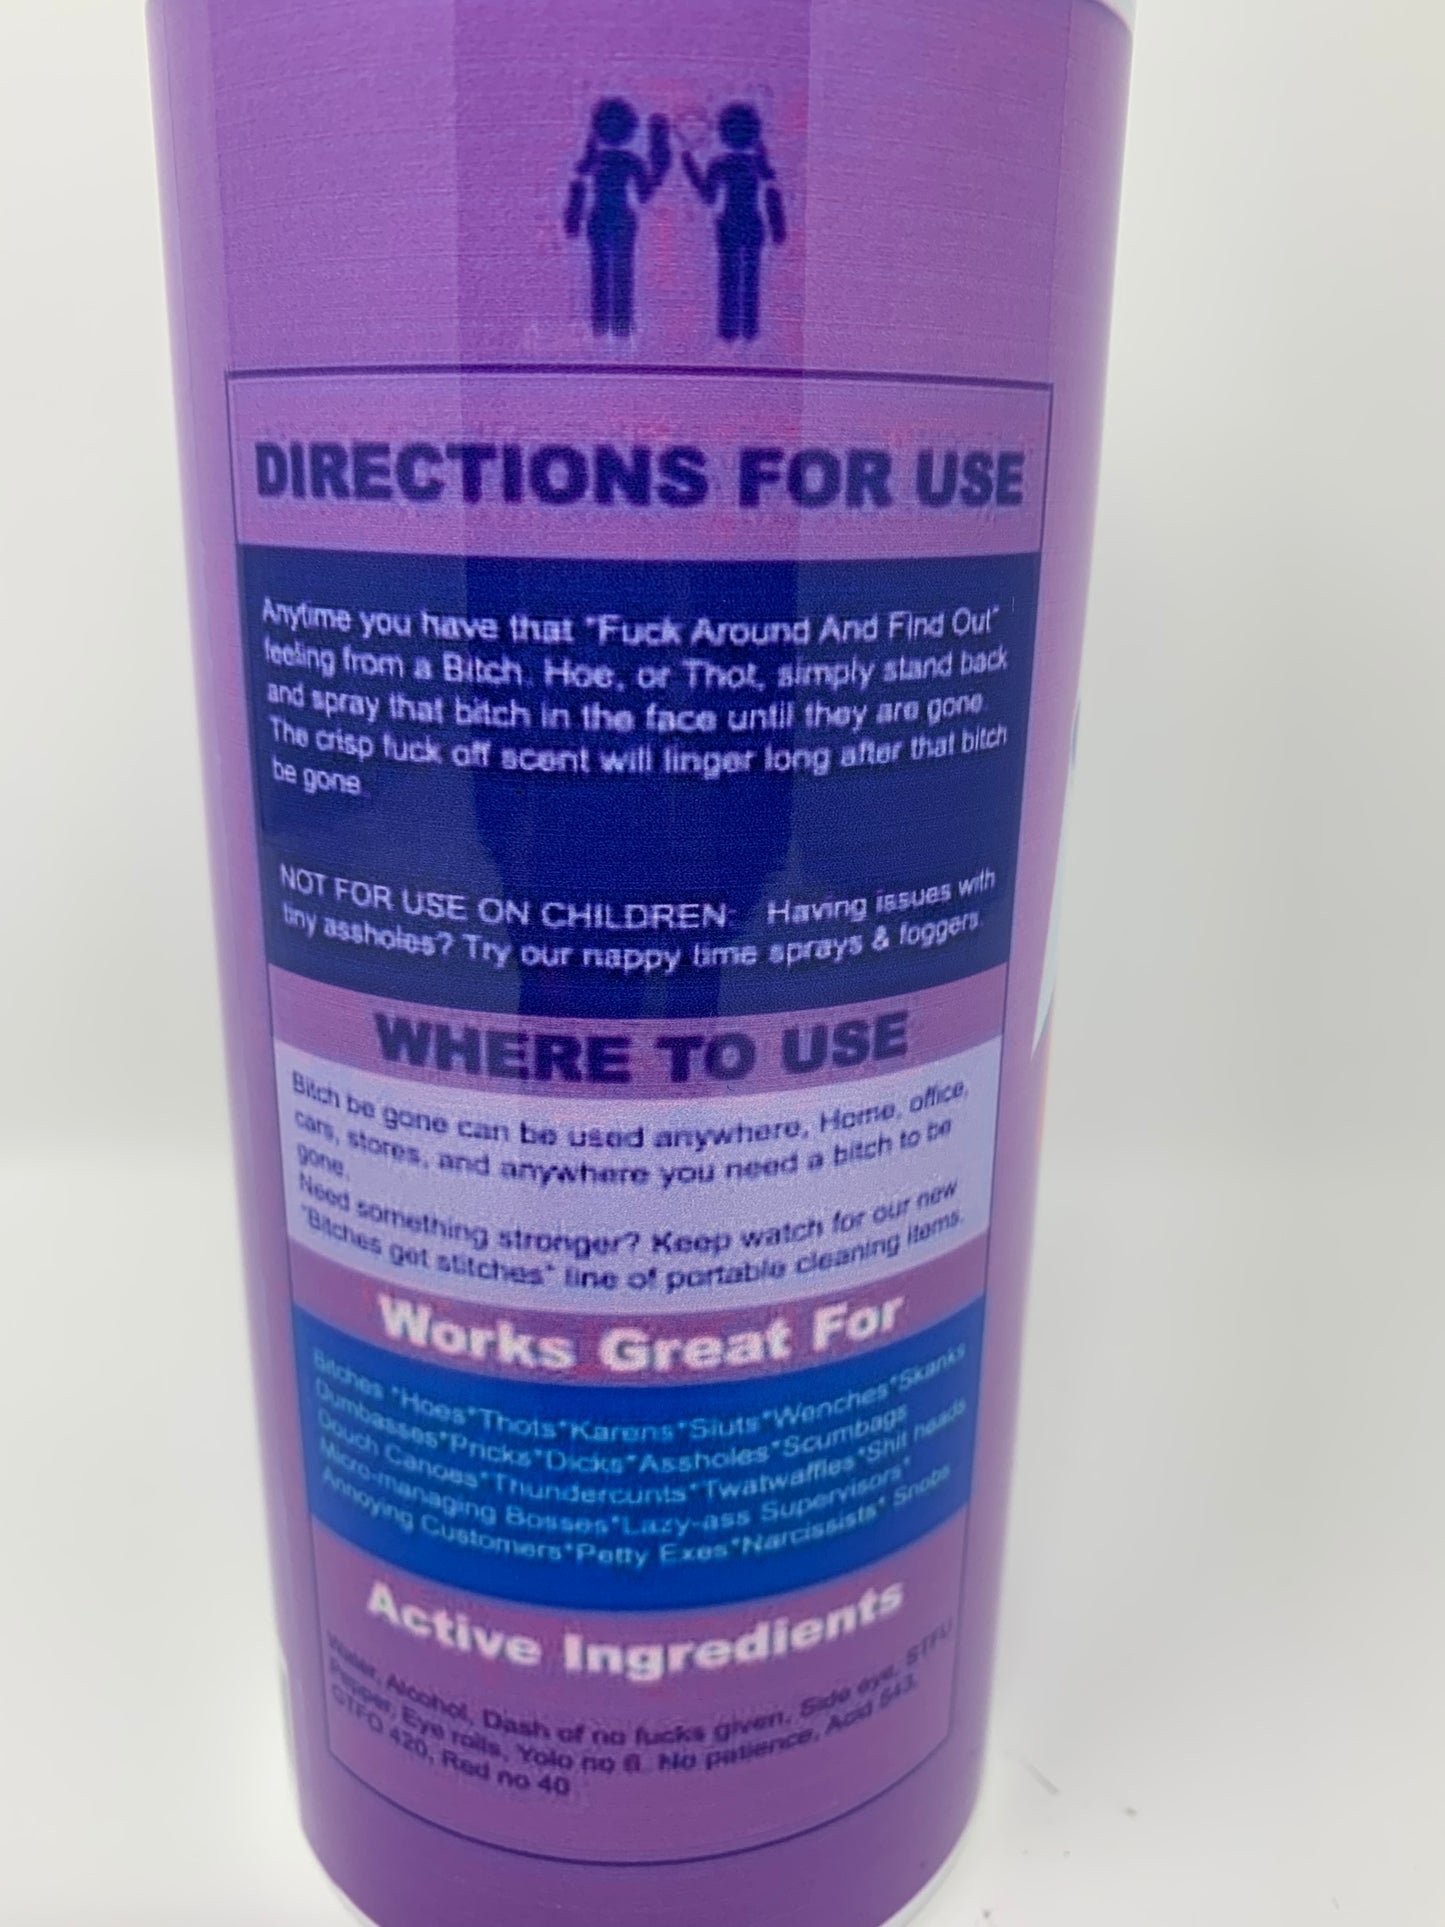 DIRECTIONS FOR USE
Anytime you have that "Fuck Around And Find Out"
feeling from a Bitch, Hoe, or Thot, simply stand back
and spray that bitch in the face until they are gone.
The crisp fuck off scent will linger long after that bitch
be gone.
NOT FOR USE ON CHILDREN: Having issues with
tiny assholes? Try our nappy time sprays & foggers.
WHERE TO USE
Bitch be gone can be used anywhere, Home, office,
cars, stores, and anywhere you need a bitch to be
gone.
Need something stronger? Keep watch for our new
"Bitches get stitches" line of portable cleaning items.
Works Great For
Bitches *Hoes*Thots*Karens*Sluts*Wenches*Skanks
Dumbasses*Pricks*Dicks*Assholes*Scumbags
Douch Canoes*Thundercunts*Twatwaffles*Shit heads
Micro-managing Bosses*Lazy-ass Supervisors*
Annoying Customers*Petty Exes*Narcissists* Snobs
Active Ingredients
Water, Alcohol, Dash of no fucks given, Side eye, STFU
Pepper, Eye rolls, Yolo no 6. No patience, Acid 543,
GTFO 420, Red no 40